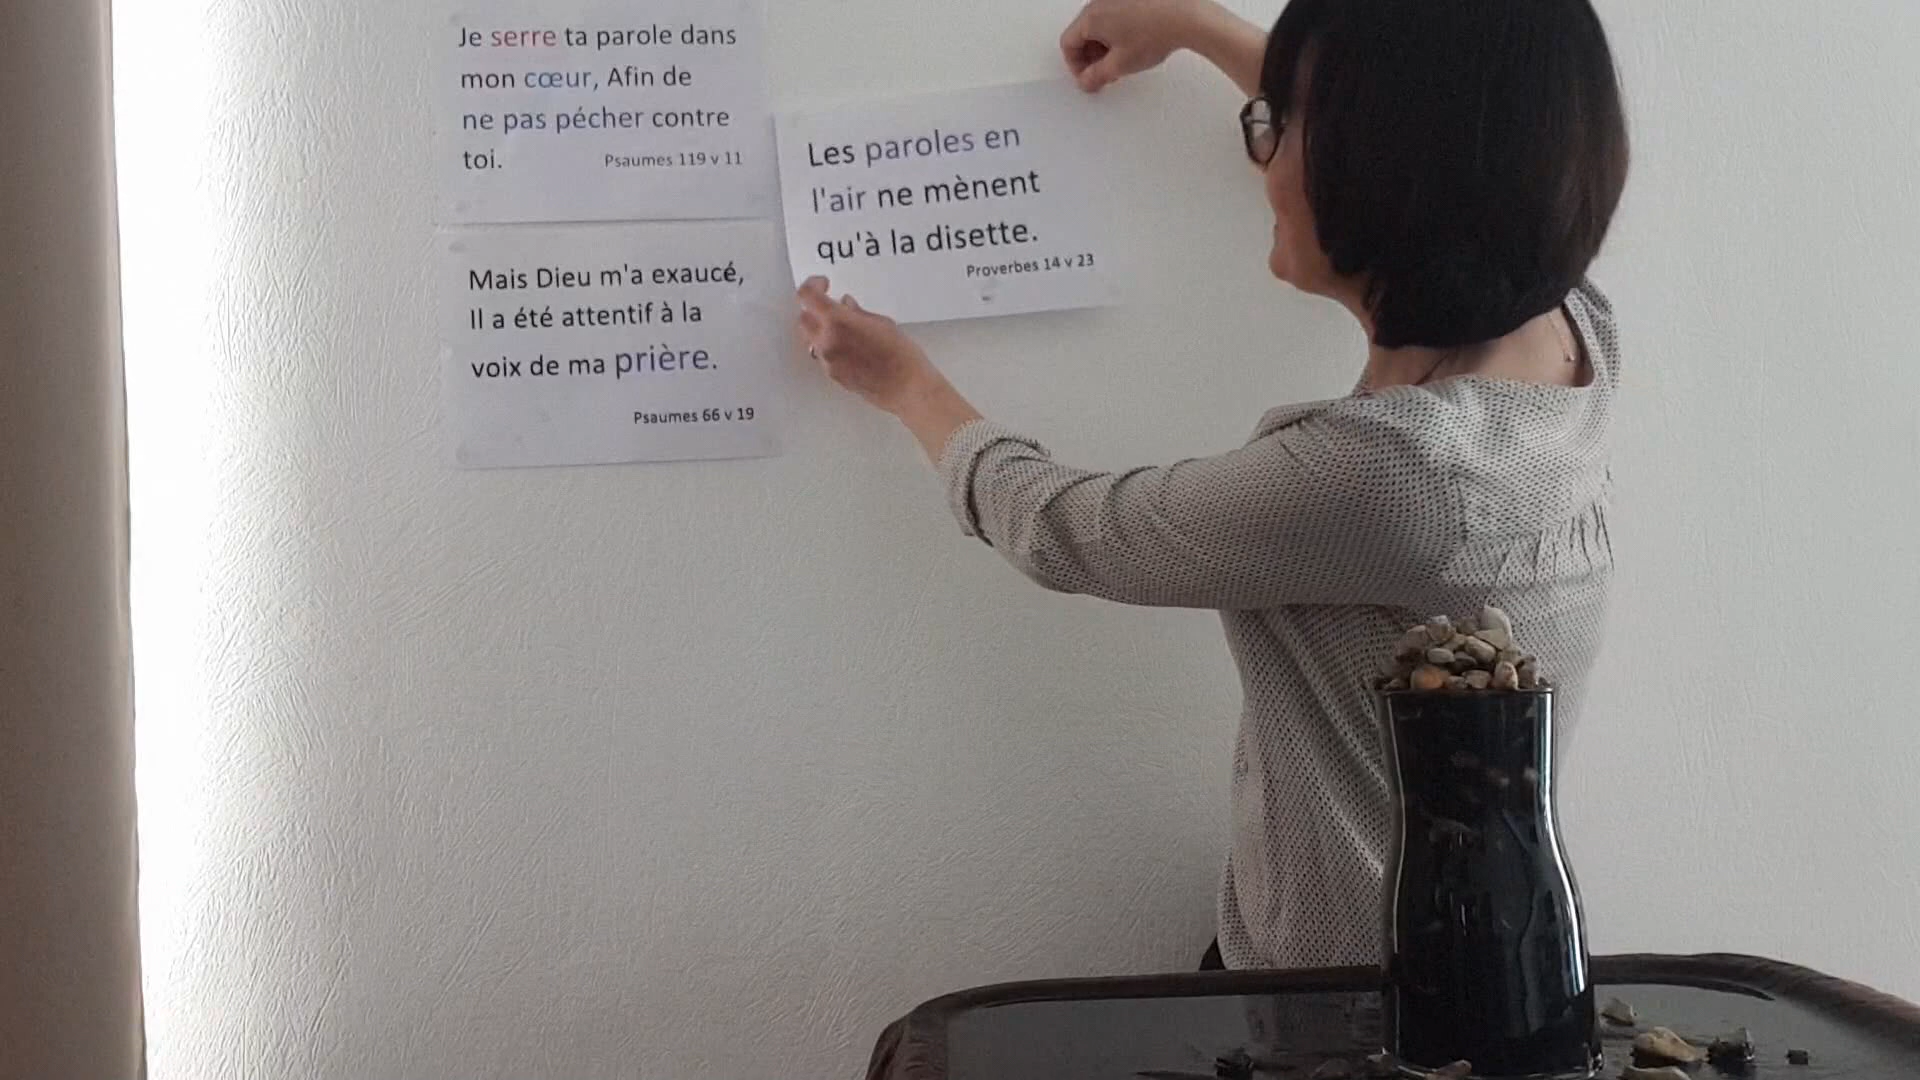 Je serre ta parole dans
mon cœur, Afin de
ne pas pécher contre
toi. Psaumes 119 v 11
Mais Dieu m'a exaucé,
Il a été attentif à la
voix de ma prière.
Psaumes 66 v 19
Les paroles en
l'air ne mènent
qu'à la disette.
Proverbes 14 v 23